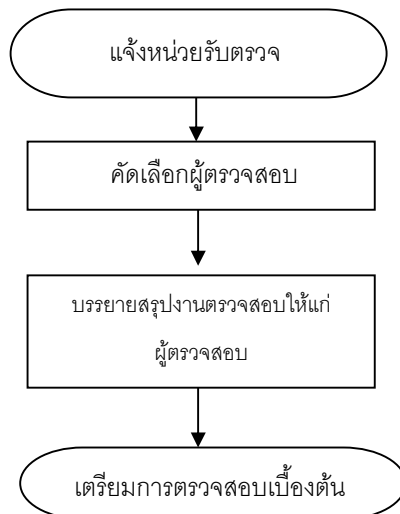 แจ้งหน่วยรับตรวจ
คัดเลือกผู้ตรวจสอบ
บรรยายสรุปงานตรวจสอบให้แก่
ผู้ตรวจสอบ
เตรียมการตรวจสอบเบื้องต้น